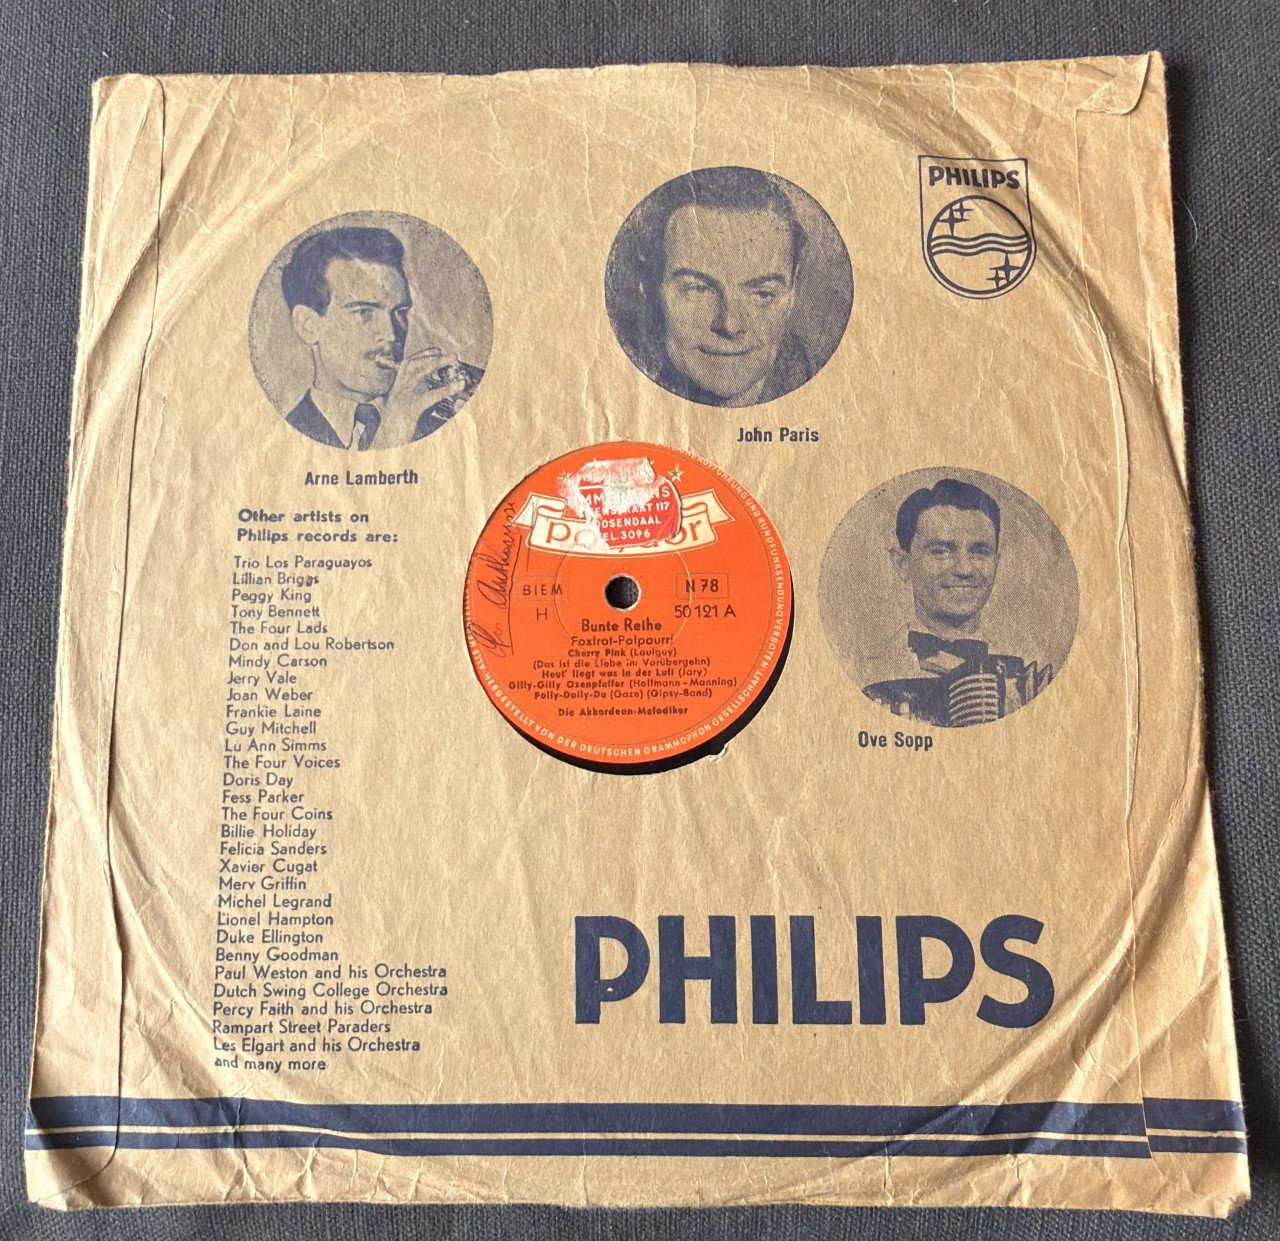 PHILIPS
John Paris
Arne Lamberth
Ove Sopp
Other artists on
Philips records are:
Trio Los Paraguayos
Lillian Briggs
Peggy King
Tony Bennett
The Four Lads
Don and Lou Robertson
Mindy Carson
Jerry Vale
Joan Weber
Frankie Laine
Guy Mitchell
Lu Ann Simms
The Four Voices
Doris Day
Fess Parker
The Four Coins
Billie Holiday
Felicia Sanders
Xavier Cugat
Merv Griffin
Michel Legrand
Lionel Hampton
Duke Ellington
Benny Goodman
Paul Weston and his Orchestra
Dutch Swing College Orchestra
Percy Faith and his Orchestra
Rampart Street Paraders
Les Elgart and his Orchestra
and many more
117
ROSENDAAL
TEL. 3096
BIEM
H
N 78
50121 A
Bunte Reihe
Foxtrot-Potpourri
Cherry Pink (Louiguy)
(Das ist die Liebe im Vorübergehn)
Heut' liegt was in der Luft (Jary)
Gilly-Gilly Ozenpfeffer (Hoffmann-Manning)
Polly-Dolly-Du (Gaze) (Gipsy-Band)
Die Akkordeon-Melodiker
HERGESTELLT VON DER DEUTSCHEN GRAMMOPHON GESELLSCHAFT
UND RUNDFUNKSENDUNG VERBOTEN
PHILIPS